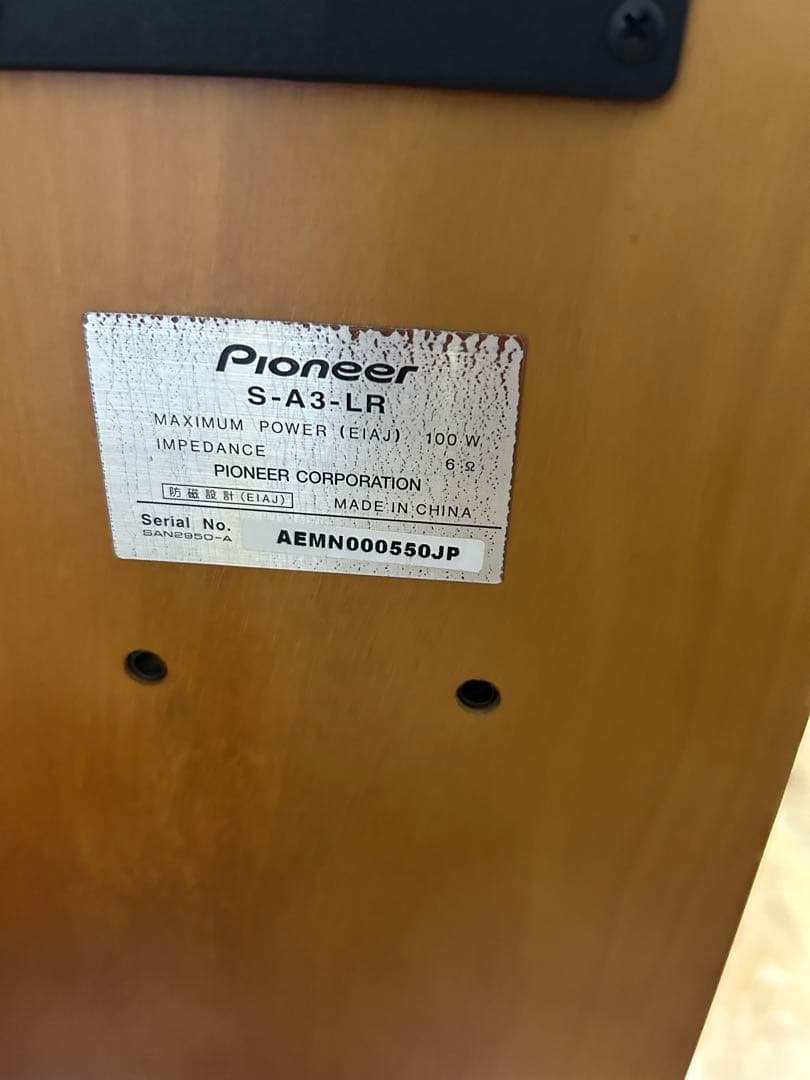 Pioneer
S-A3-LR
MAXIMUM POWER (EIAJ) 100 W
IMPEDANCE 6 Ω
PIONEER CORPORATION
防磁設計(EIAJ) MADE IN CHINA
Serial No. AEMN000550JP
SAN2950-A